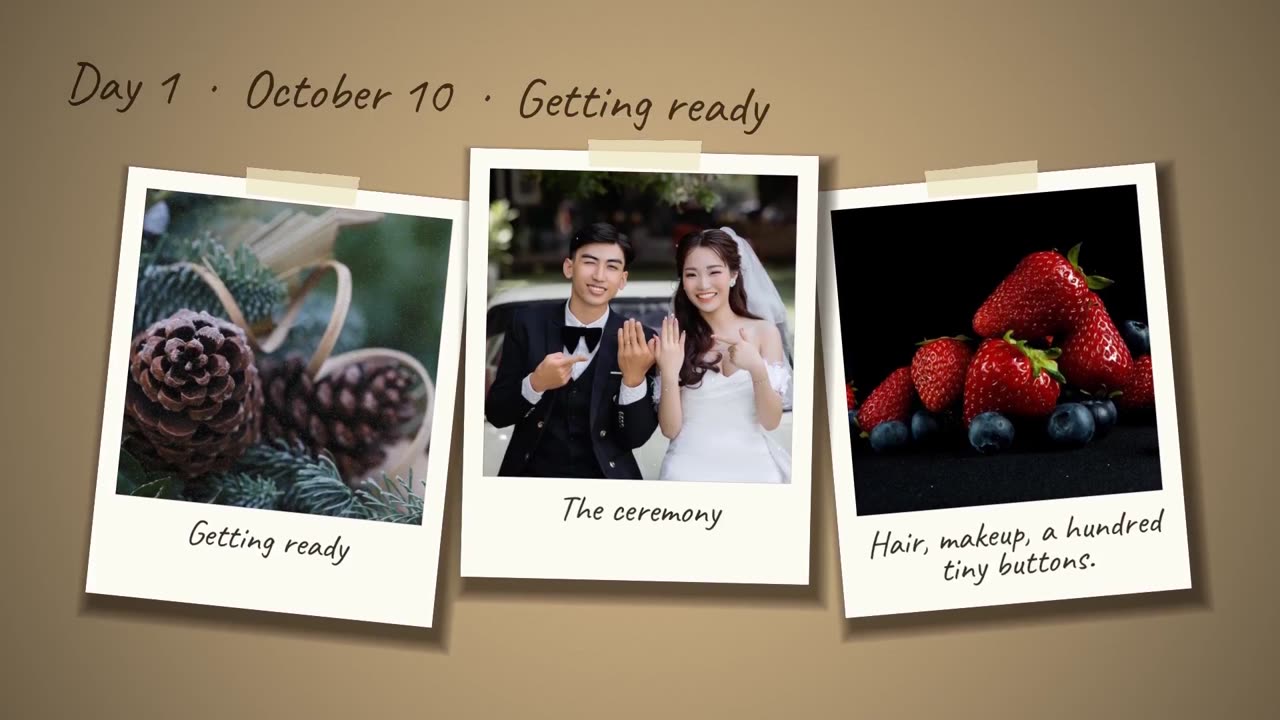 Day 1 · October 10 · Getting ready
Getting ready
The ceremony
Hair, makeup, a hundred
tiny buttons.